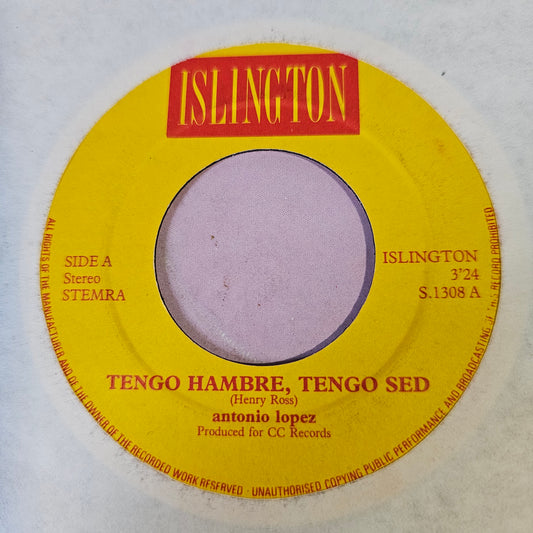 ISLINGTON
SIDE A
Stereo
STEMRA
ISLINGTON
3'24
S.1308 A
TENGO HAMBRE, TENGO SED
(Henry Ross)
antonio lopez
Produced for CC Records
ALL RIGHTS OF THE MANUFACTURER AND OF THE OWNER OF THE RECORDED WORK RESERVED - UNAUTHORISED COPYING PUBLIC PERFORMANCE AND BROADCASTING OF THIS RECORD PROHIBITED